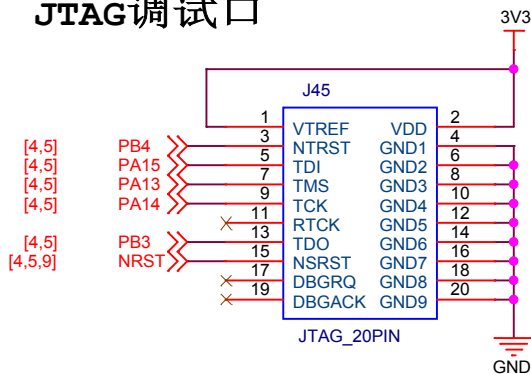 JTAG调试口
3V3
J45
1 VTREF VDD 2
[4,5] PB4 3 NTRST GND1 4
[4,5] PA15 5 TDI GND2 6
[4,5] PA13 7 TMS GND3 8
[4,5] PA14 9 TCK GND4 10
11 RTCK GND5 12
[4,5] PB3 13 TDO GND6 14
[4,5,9] NRST 15 NSRST GND7 16
17 DBGRQ GND8 18
19 DBGACK GND9 20
JTAG_20PIN
GND